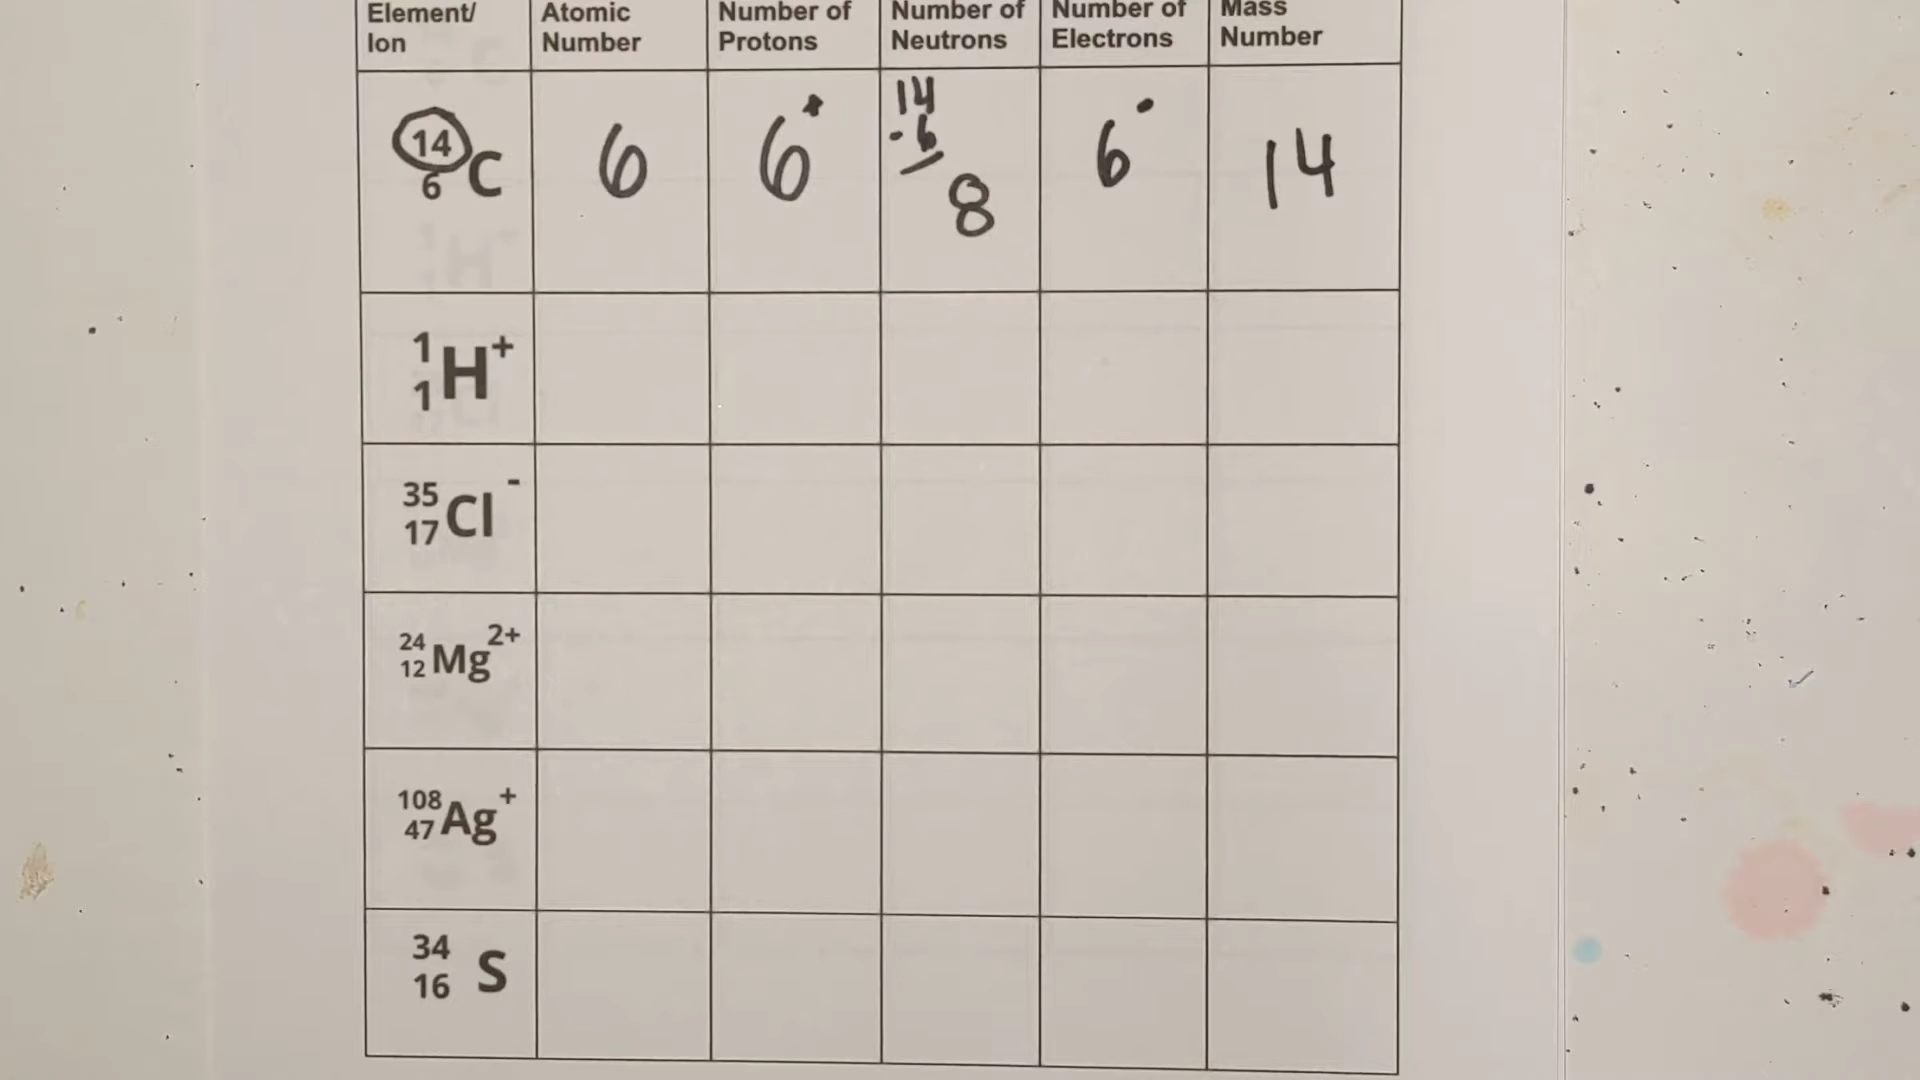 Element/ Ion
Atomic Number
Number of Protons
Number of Neutrons
Number of Electrons
Mass Number
14
6 C
6
6+
14
-6
8
6-
14
1
1 H+
35
17 Cl-
24
12 Mg2+
108
47 Ag+
34
16 S